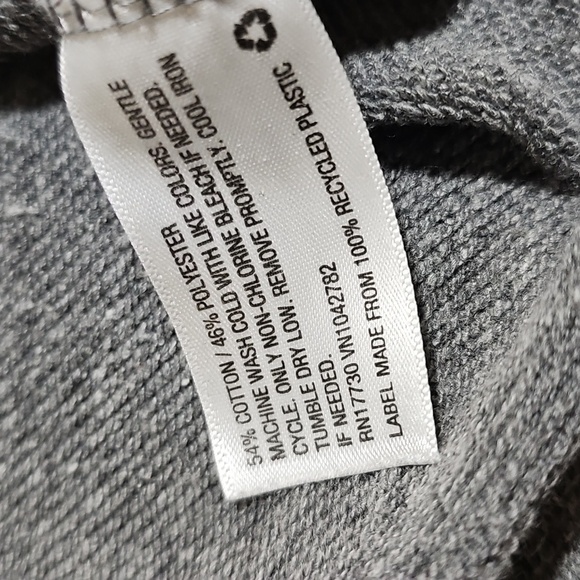 54% COTTON / 46% POLYESTER
MACHINE WASH COLD WITH LIKE COLORS, GENTLE
CYCLE. ONLY NON-CHLORINE BLEACH IF NEEDED.
TUMBLE DRY LOW. REMOVE PROMPTLY. COOL IRON
IF NEEDED.
RN17730 VN1042782
LABEL MADE FROM 100% RECYCLED PLASTIC